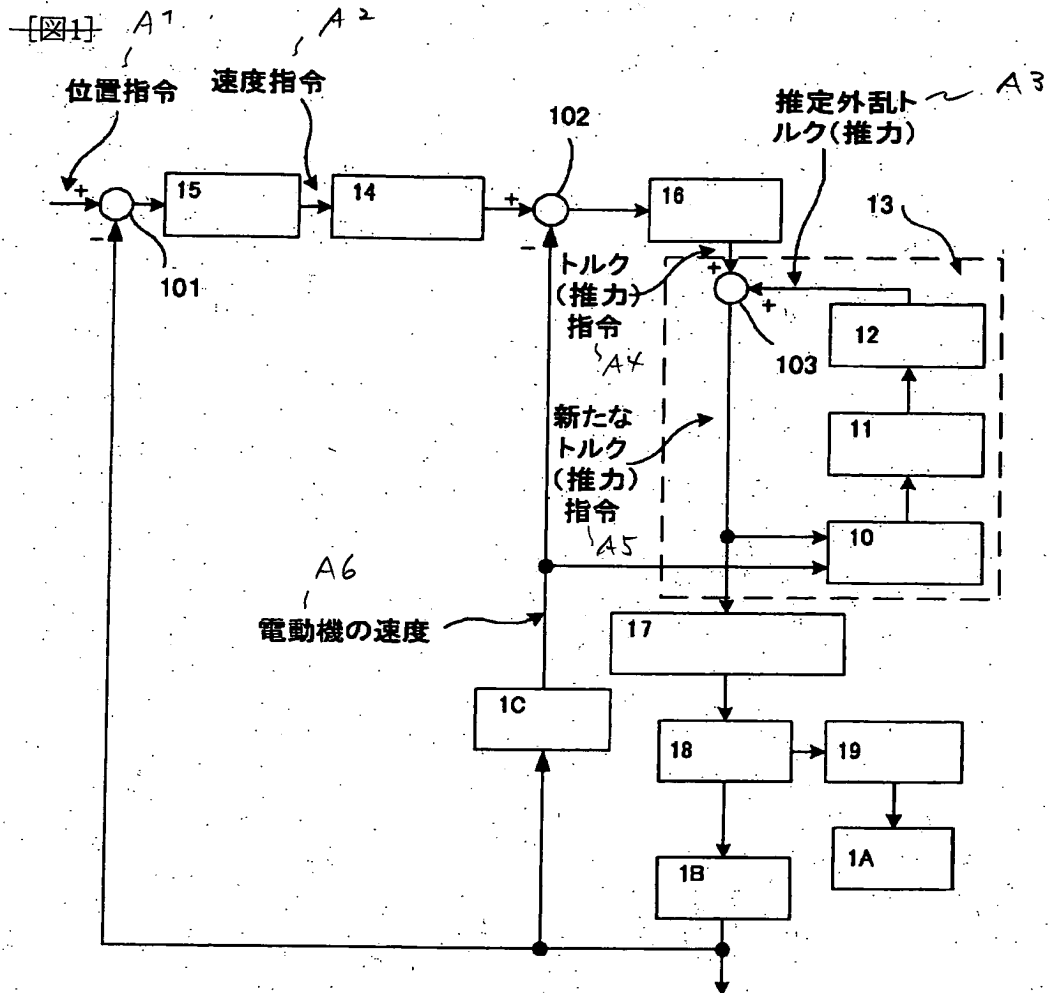 [図1]
A1
A2
位置指令
速度指令
推定外乱ト
ルク(推力)
A3
102
+
15
14
+
16
13
-
101
-
トルク
(推力)
指令
A4
+
+
103
12
新たな
トルク
(推力)
指令
A5
11
10
A6
電動機の速度
17
1C
18
19
1B
1A